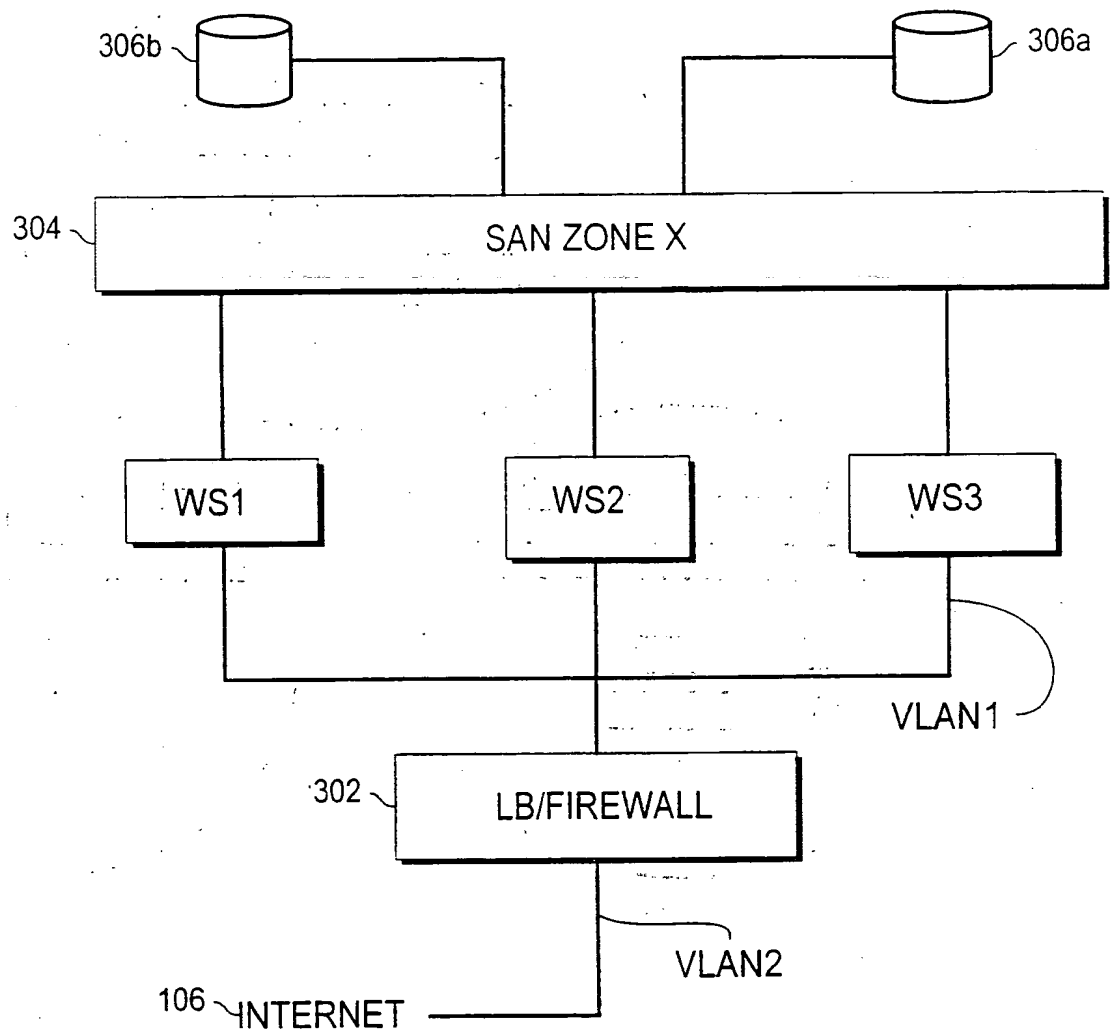 306b
306a
304
SAN ZONE X
WS1
WS2
WS3
VLAN1
302
LB/FIREWALL
VLAN2
106
INTERNET